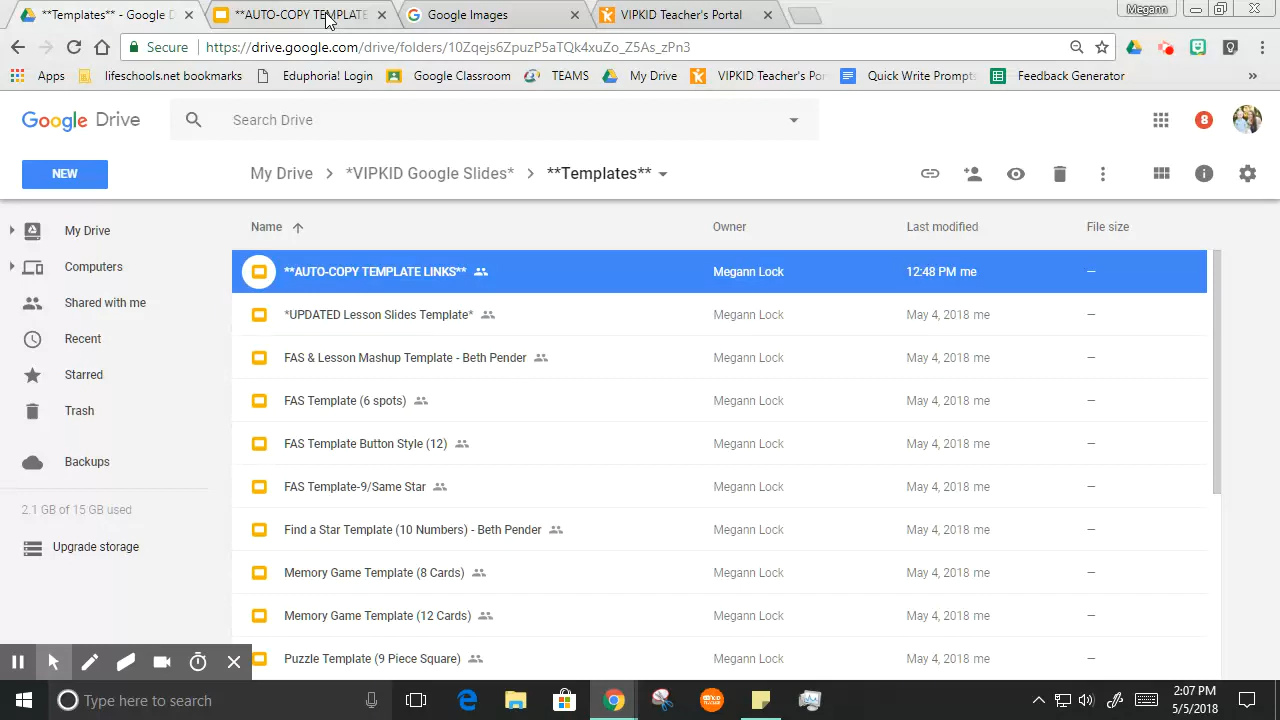 **Templates** - Google D
**AUTO-COPY TEMPLATE
Google Images
VIPKID Teacher's Portal
Megann
Secure
https://drive.google.com/drive/folders/10Zqejs6ZpuzP5aTQk4xuZo_Z5As_zPn3
Apps
lifeschools.net bookmarks
Eduphoria! Login
Google Classroom
TEAMS
My Drive
VIPKID Teacher's Por
Quick Write Prompts
Feedback Generator
»
Google Drive
Search Drive
8
NEW
My Drive > *VIPKID Google Slides* > **Templates**
Name
Owner
Last modified
File size
My Drive
Computers
Shared with me
Recent
Starred
Trash
Backups
2.1 GB of 15 GB used
Upgrade storage
**AUTO-COPY TEMPLATE LINKS** Megann Lock 12:48 PM me —
*UPDATED Lesson Slides Template* Megann Lock May 4, 2018 me —
FAS & Lesson Mashup Template - Beth Pender Megann Lock May 4, 2018 me —
FAS Template (6 spots) Megann Lock May 4, 2018 me —
FAS Template Button Style (12) Megann Lock May 4, 2018 me —
FAS Template-9/Same Star Megann Lock May 4, 2018 me —
Find a Star Template (10 Numbers) - Beth Pender Megann Lock May 4, 2018 me —
Memory Game Template (8 Cards) Megann Lock May 4, 2018 me —
Memory Game Template (12 Cards) Megann Lock May 4, 2018 me —
Puzzle Template (9 Piece Square) Megann Lock May 4, 2018 me —
Type here to search
2:07 PM
5/5/2018